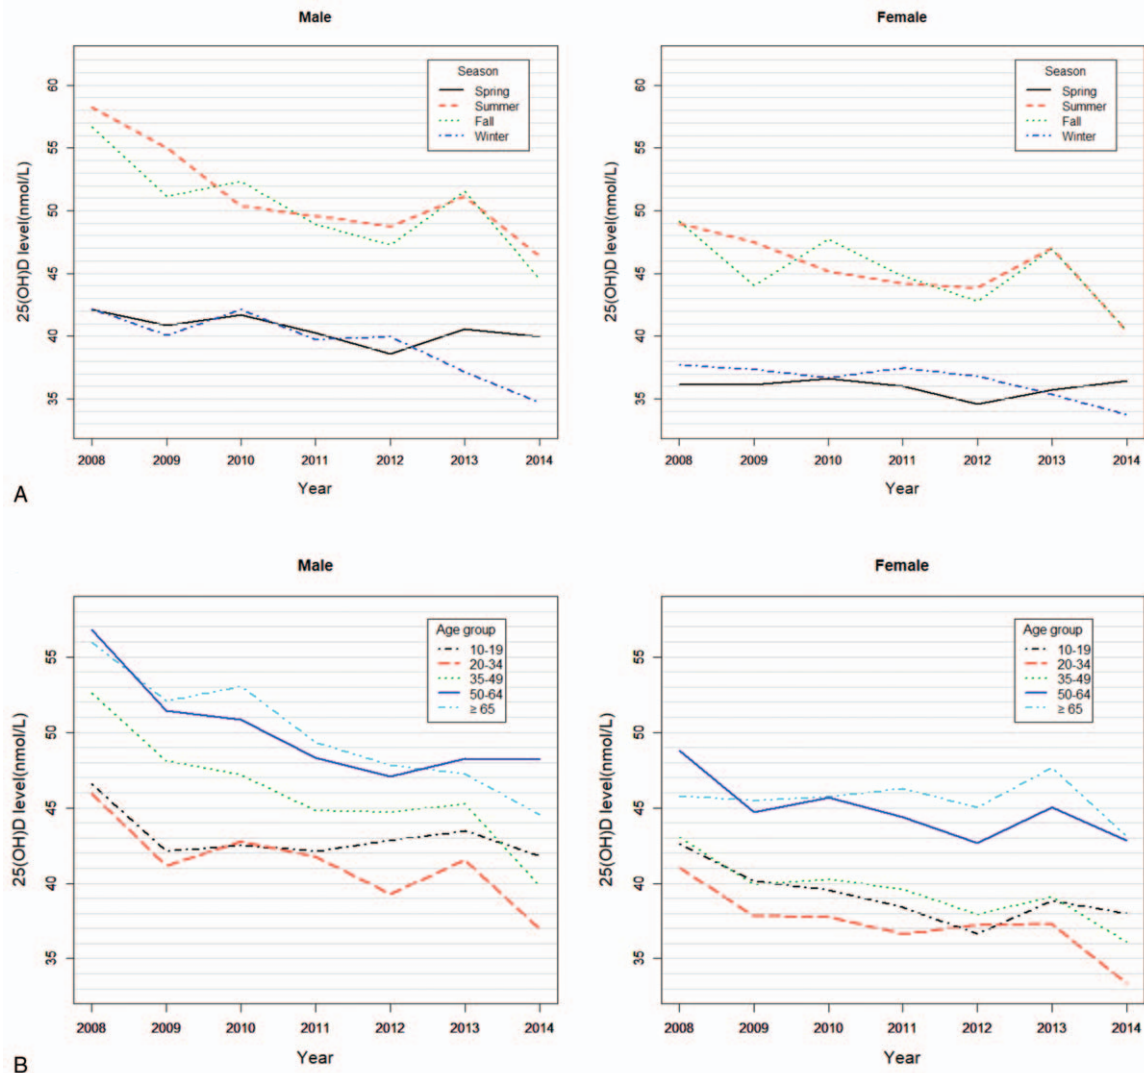 Male
25(OH)D level(nmol/L)
60
55
50
45
40
35
Season
Spring
Summer
Fall
Winter
2008 2009 2010 2011 2012 2013 2014
Year
Female
25(OH)D level(nmol/L)
60
55
50
45
40
35
Season
Spring
Summer
Fall
Winter
2008 2009 2010 2011 2012 2013 2014
Year
A
Male
25(OH)D level(nmol/L)
55
50
45
40
35
Age group
10-19
20-34
35-49
50-64
≥ 65
2008 2009 2010 2011 2012 2013 2014
Year
Female
25(OH)D level(nmol/L)
55
50
45
40
35
Age group
10-19
20-34
35-49
50-64
≥ 65
2008 2009 2010 2011 2012 2013 2014
Year
B